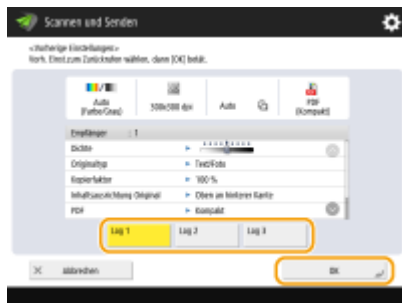 Scannen und Senden
<Vorherige Einstellungen>
Vorh. Einst. zum Zurückrufen wählen, dann [OK] betät.
Auto
(Farbe/Grau)
300x300 dpi
Auto
PDF
(Kompakt)
Empfänger : 1
Dichte
Originaltyp ► Text/Foto
Kopierfaktor ► 100 %
Inhaltsausrichtung Original ► Oben an hinterer Kante
PDF ► Kompakt
Log 1
Log 2
Log 3
Abbrechen
OK